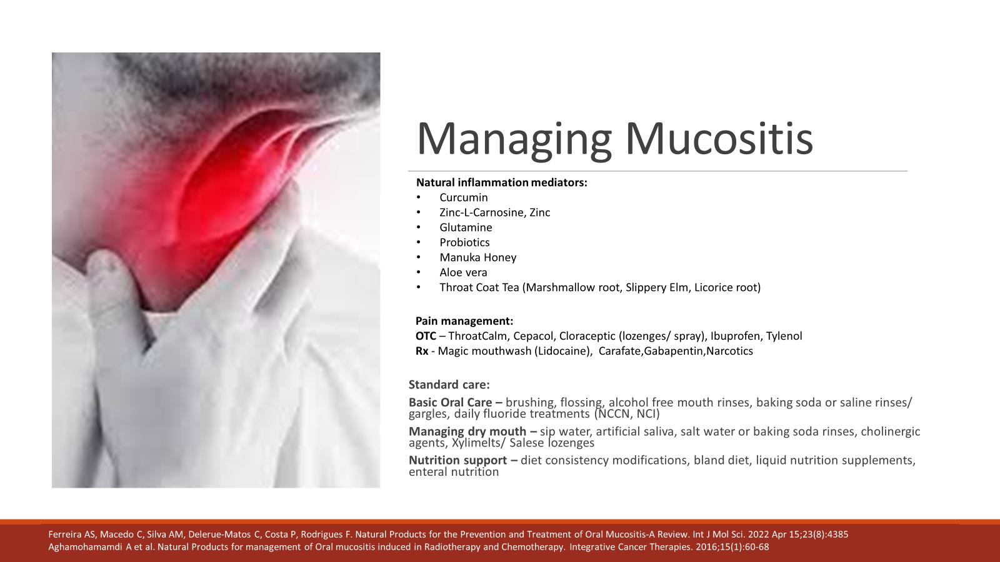 Managing Mucositis
Natural inflammation mediators:
• Curcumin
• Zinc-L-Carnosine, Zinc
• Glutamine
• Probiotics
• Manuka Honey
• Aloe vera
• Throat Coat Tea (Marshmallow root, Slippery Elm, Licorice root)
Pain management:
OTC – ThroatCalm, Cepacol, Cloraceptic (lozenges/ spray), Ibuprofen, Tylenol
Rx - Magic mouthwash (Lidocaine),  Carafate,Gabapentin,Narcotics
Standard care:
Basic Oral Care – brushing, flossing, alcohol free mouth rinses, baking soda or saline rinses/
gargles, daily fluoride treatments (NCCN, NCI)
Managing dry mouth – sip water, artificial saliva, salt water or baking soda rinses, cholinergic
agents, Xylimelts/ Salese lozenges
Nutrition support – diet consistency modifications, bland diet, liquid nutrition supplements,
enteral nutrition
Ferreira AS, Macedo C, Silva AM, Delerue-Matos C, Costa P, Rodrigues F. Natural Products for the Prevention and Treatment of Oral Mucositis-A Review. Int J Mol Sci. 2022 Apr 15;23(8):4385
Aghamohamamdi A et al. Natural Products for management of Oral mucositis induced in Radiotherapy and Chemotherapy. Integrative Cancer Therapies. 2016;15(1):60-68